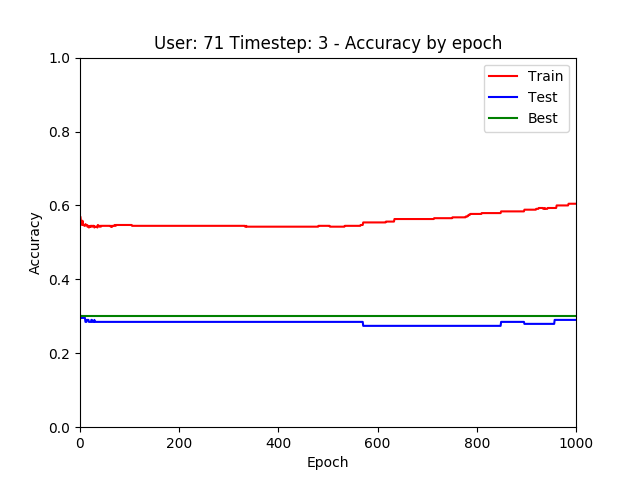 User: 71 Timestep: 3 - Accuracy by epoch
1.0
0.8
0.6
0.4
0.2
0.0
Accuracy
Train
Test
Best
0 200 400 600 800 1000
Epoch